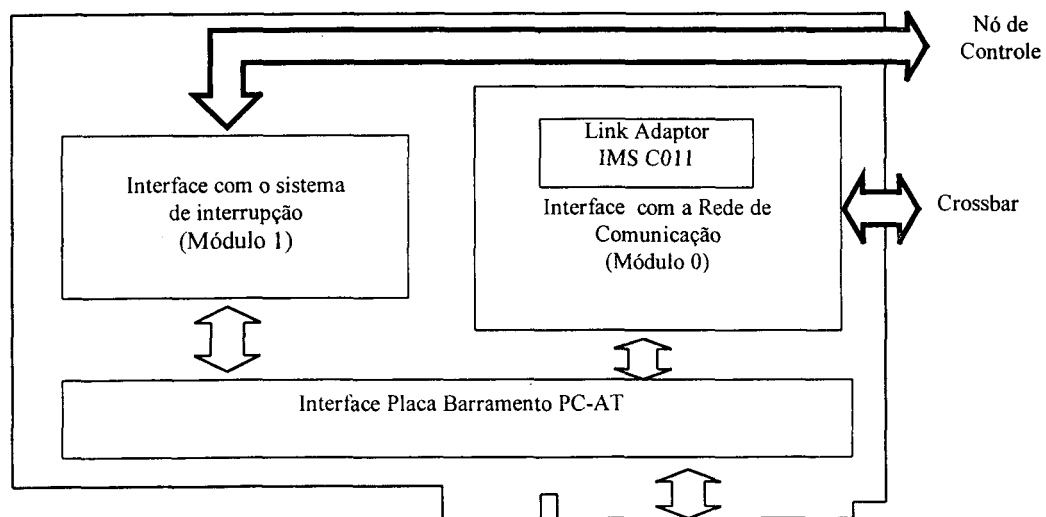 Nó de
Controle
Link Adaptor
IMS C011
Interface com o sistema
de interrupção
(Módulo 1)
Interface com a Rede de
Comunicação
(Módulo 0)
Crossbar
Interface Placa Barramento PC-AT